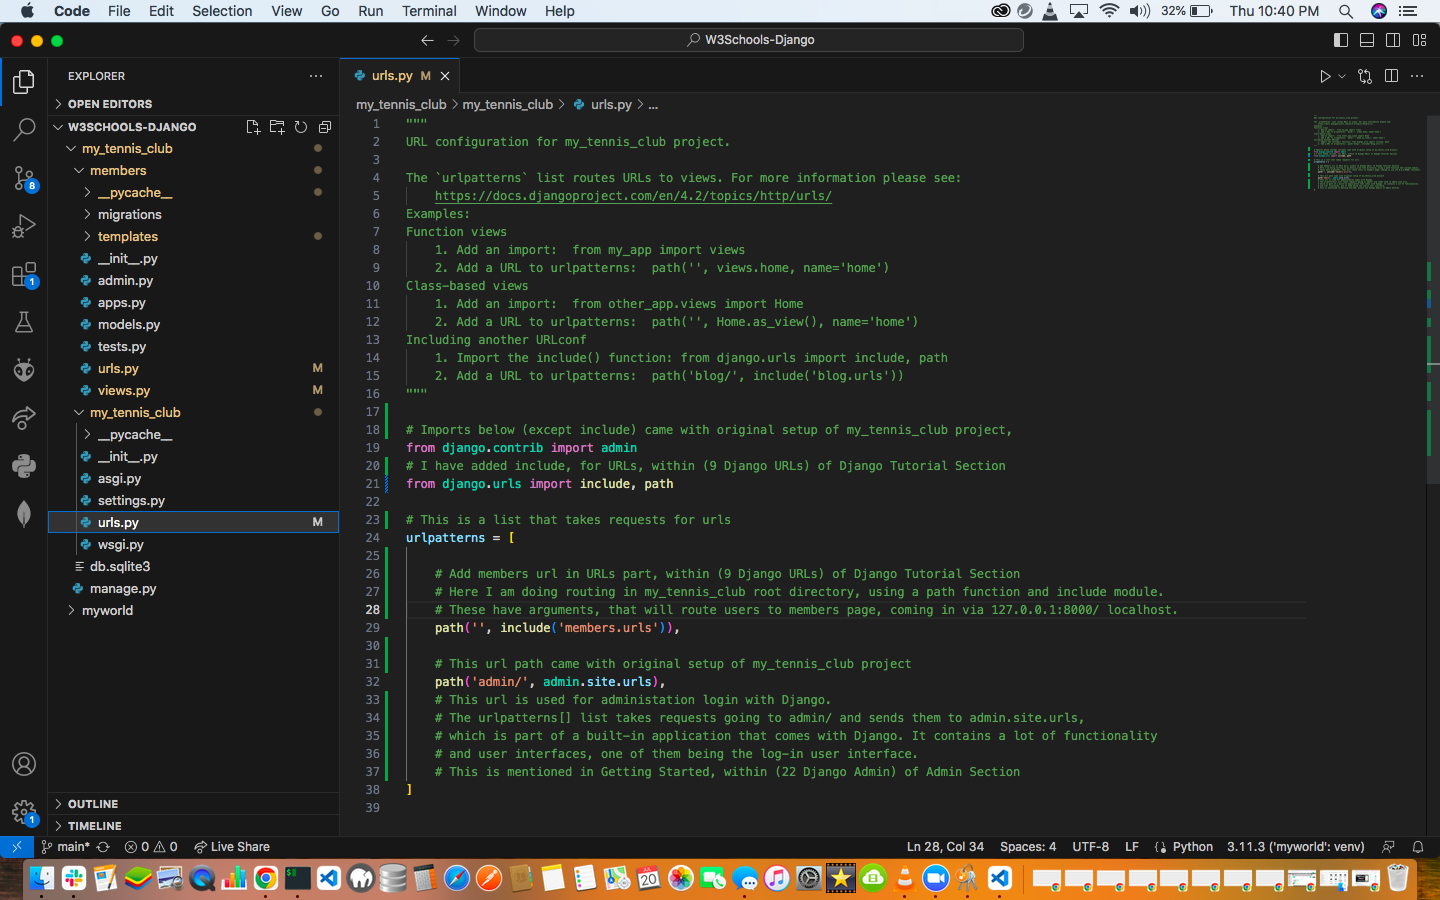 Code File Edit Selection View Go Run Terminal Window Help
32% Thu 10:40 PM
W3Schools-Django
EXPLORER
OPEN EDITORS
W3SCHOOLS-DJANGO
my_tennis_club
members
__pycache__
migrations
templates
__init__.py
admin.py
apps.py
models.py
tests.py
urls.py M
views.py M
my_tennis_club
__pycache__
__init__.py
asgi.py
settings.py
urls.py M
wsgi.py
db.sqlite3
manage.py
myworld
OUTLINE
TIMELINE
8
1
1
urls.py M
my_tennis_club > my_tennis_club > urls.py > ...
1 """
2 URL configuration for my_tennis_club project.
3
4 The `urlpatterns` list routes URLs to views. For more information please see:
5 https://docs.djangoproject.com/en/4.2/topics/http/urls/
6 Examples:
7 Function views
8 1. Add an import:  from my_app import views
9 2. Add a URL to urlpatterns:  path('', views.home, name='home')
10 Class-based views
11 1. Add an import:  from other_app.views import Home
12 2. Add a URL to urlpatterns:  path('', Home.as_view(), name='home')
13 Including another URLconf
14 1. Import the include() function: from django.urls import include, path
15 2. Add a URL to urlpatterns:  path('blog/', include('blog.urls'))
16 """
17
18 # Imports below (except include) came with original setup of my_tennis_club project,
19 from django.contrib import admin
20 # I have added include, for URLs, within (9 Django URLs) of Django Tutorial Section
21 from django.urls import include, path
22
23 # This is a list that takes requests for urls
24 urlpatterns = [
25
26 # Add members url in URLs part, within (9 Django URLs) of Django Tutorial Section
27 # Here I am doing routing in my_tennis_club root directory, using a path function and include module.
28 # These have arguments, that will route users to members page, coming in via 127.0.0.1:8000/ localhost.
29 path('', include('members.urls')),
30
31 # This url path came with original setup of my_tennis_club project
32 path('admin/', admin.site.urls),
33 # This url is used for administation login with Django.
34 # The urlpatterns[] list takes requests going to admin/ and sends them to admin.site.urls,
35 # which is part of a built-in application that comes with Django. It contains a lot of functionality
36 # and user interfaces, one of them being the log-in user interface.
37 # This is mentioned in Getting Started, within (22 Django Admin) of Admin Section
38 ]
39
main* 0 0 Live Share
Ln 28, Col 34 Spaces: 4 UTF-8 LF Python 3.11.3 ('myworld': venv)
20